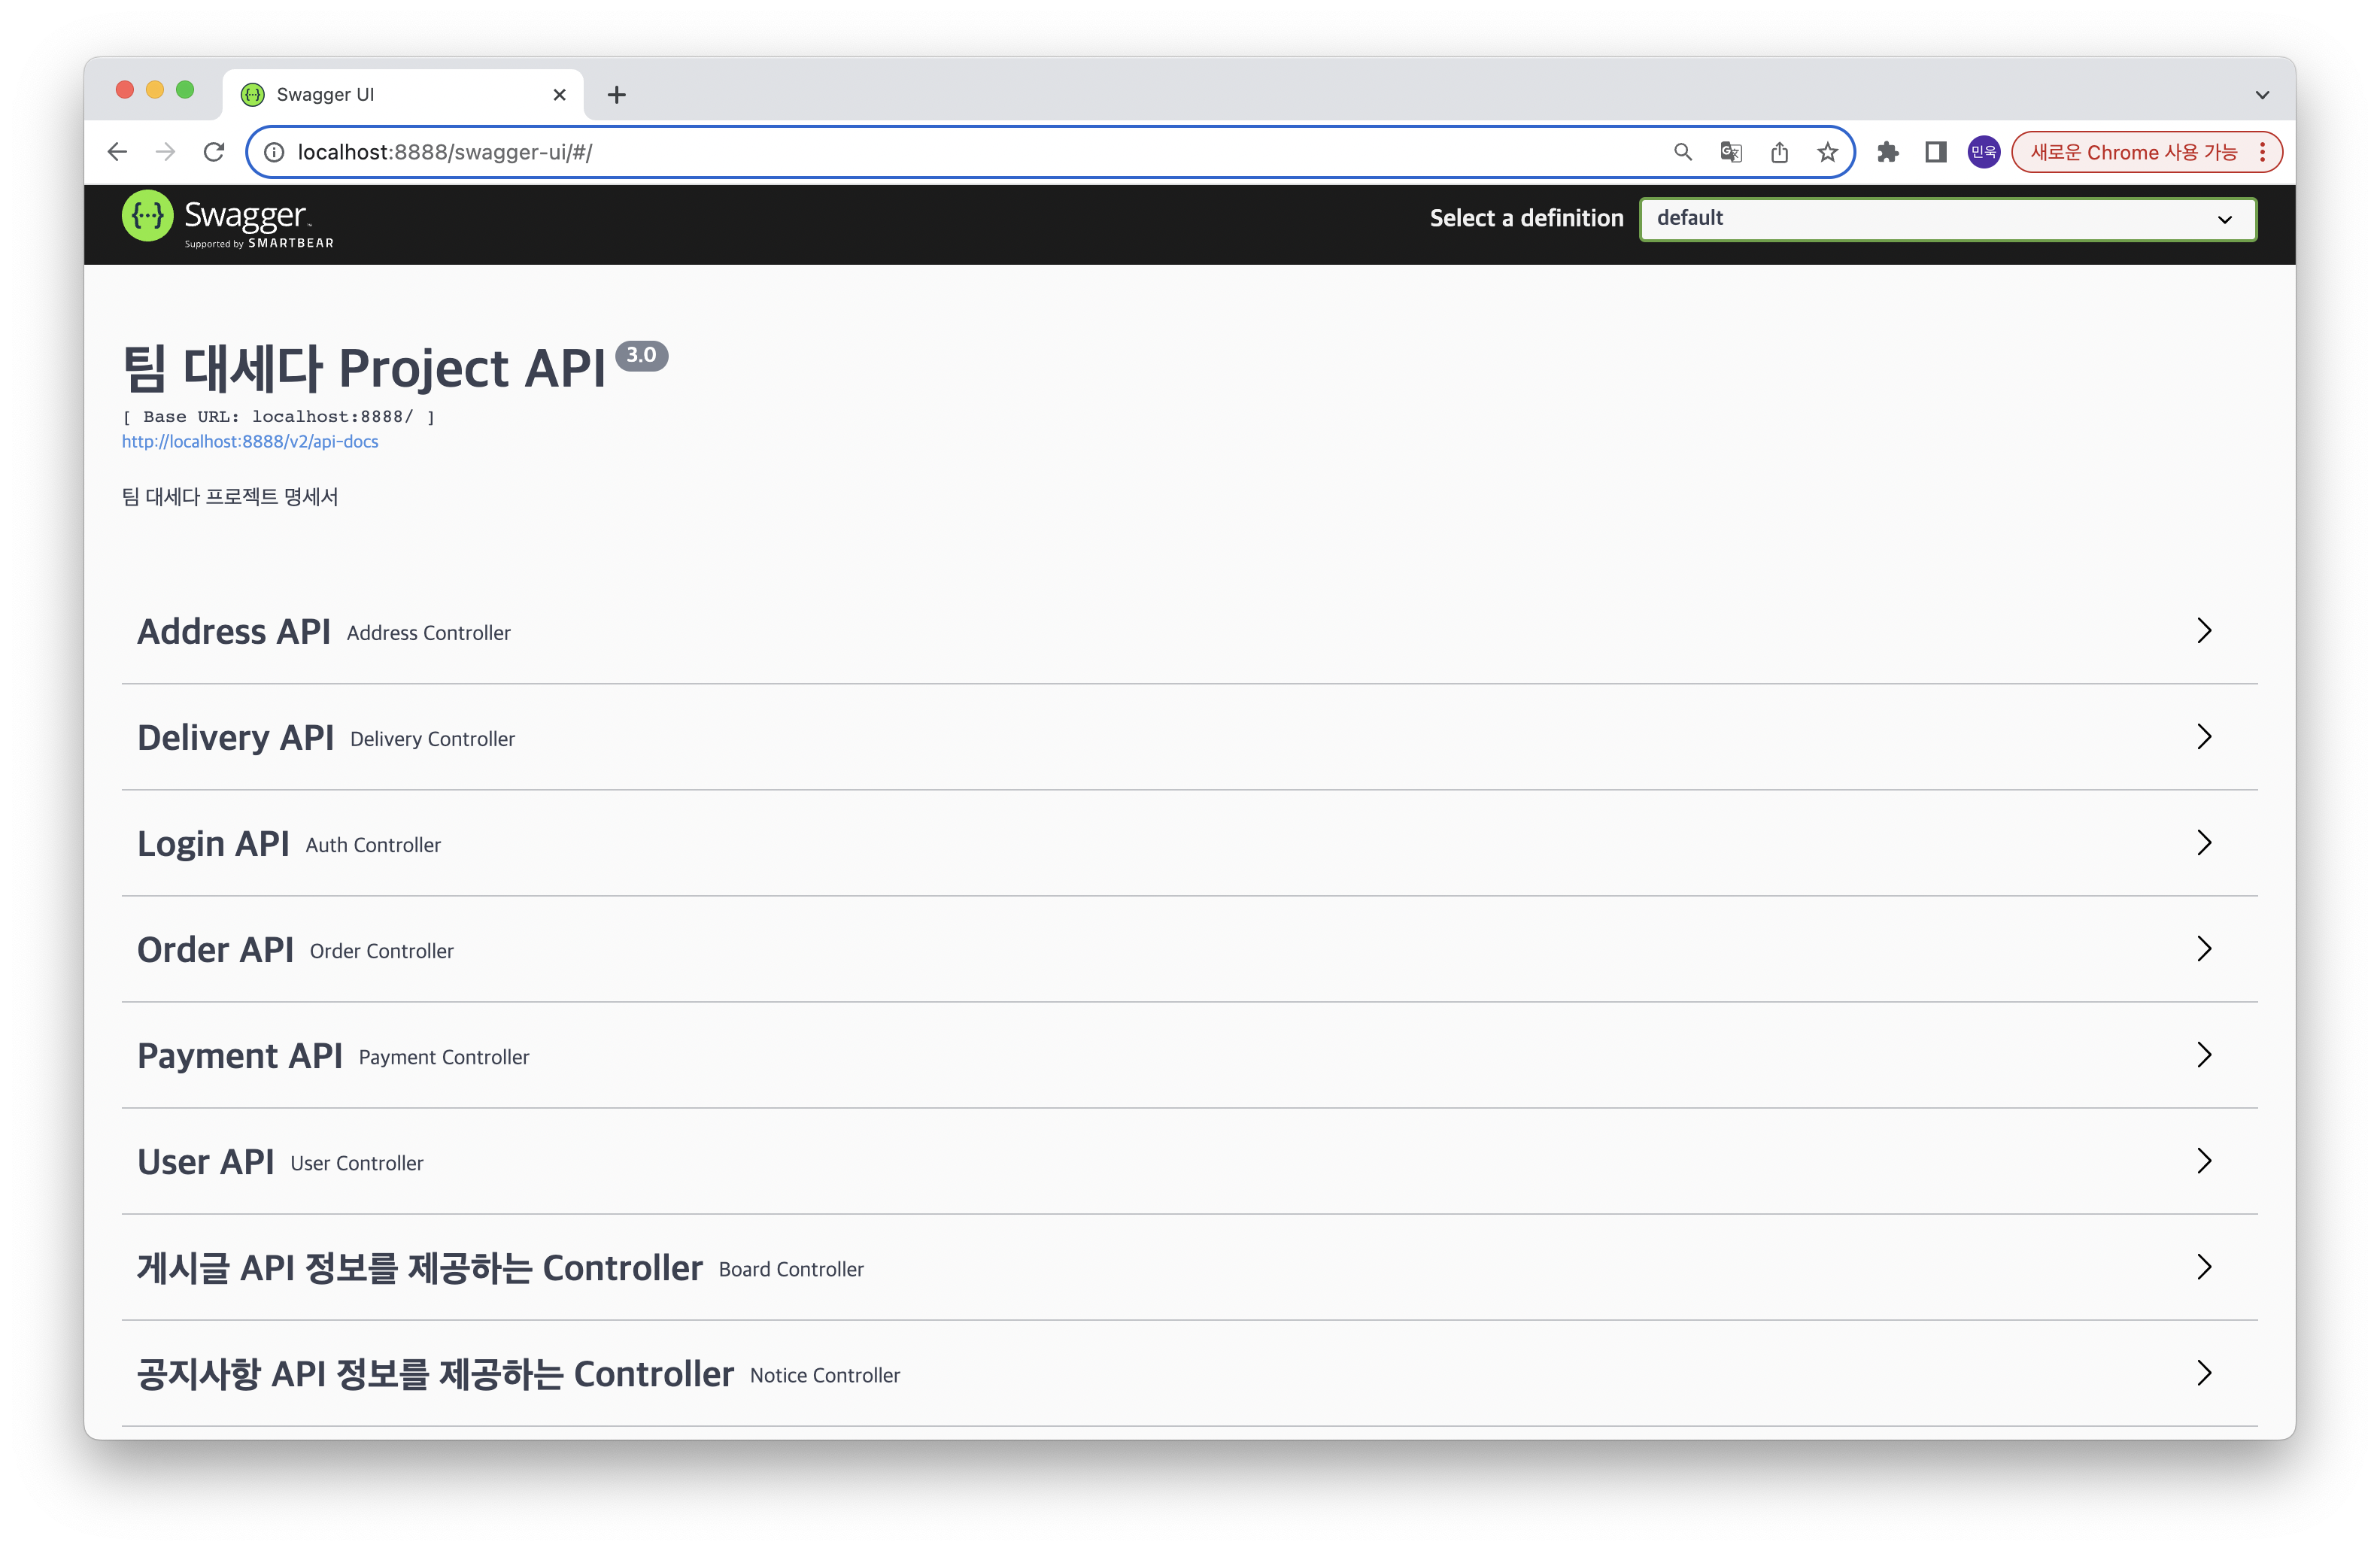 Swagger UI
localhost:8888/swagger-ui/#/
민욱
새로운 Chrome 사용 가능
Swagger
Supported by SMARTBEAR
Select a definition
default
팀 대세다 Project API 3.0
[ Base URL: localhost:8888/ ]
http://localhost:8888/v2/api-docs
팀 대세다 프로젝트 명세서
Address API Address Controller
Delivery API Delivery Controller
Login API Auth Controller
Order API Order Controller
Payment API Payment Controller
User API User Controller
게시글 API 정보를 제공하는 Controller Board Controller
공지사항 API 정보를 제공하는 Controller Notice Controller